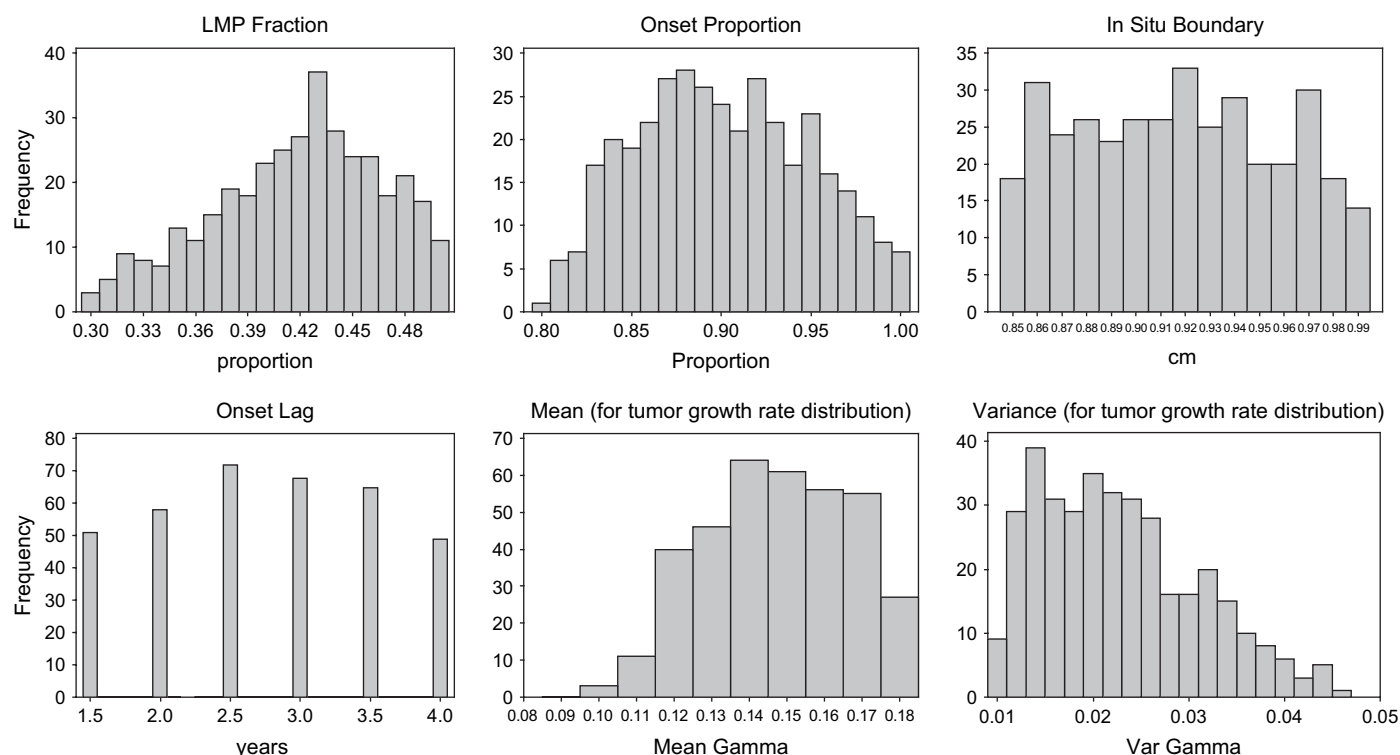 LMP Fraction
40
30
20
10
0
Frequency
0.30 0.33 0.36 0.39 0.42 0.45 0.48
proportion
Onset Proportion
30
25
20
15
10
5
0
0.80 0.85 0.90 0.95 1.00
Proportion
In Situ Boundary
35
30
25
20
15
10
5
0
0.85 0.86 0.87 0.88 0.89 0.90 0.91 0.92 0.93 0.94 0.95 0.96 0.97 0.98 0.99
cm
Onset Lag
80
70
60
50
40
30
20
10
0
Frequency
1.5 2.0 2.5 3.0 3.5 4.0
years
Mean (for tumor growth rate distribution)
70
60
50
40
30
20
10
0
0.08 0.09 0.10 0.11 0.12 0.13 0.14 0.15 0.16 0.17 0.18
Mean Gamma
Variance (for tumor growth rate distribution)
40
30
20
10
0
0.01 0.02 0.03 0.04 0.05
Var Gamma